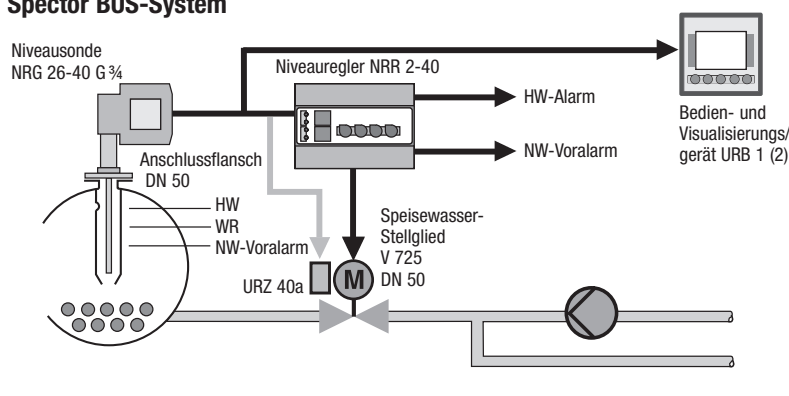 Spector BUS-System
Niveausonde
NRG 26-40 G ¾
Niveauregler NRR 2-40
HW-Alarm
NW-Voralarm
Bedien- und
Visualisierungs/
gerät URB 1 (2)
Anschlussflansch
DN 50
HW
WR
NW-Voralarm
Speisewasser-
Stellglied
V 725
DN 50
URZ 40a
M